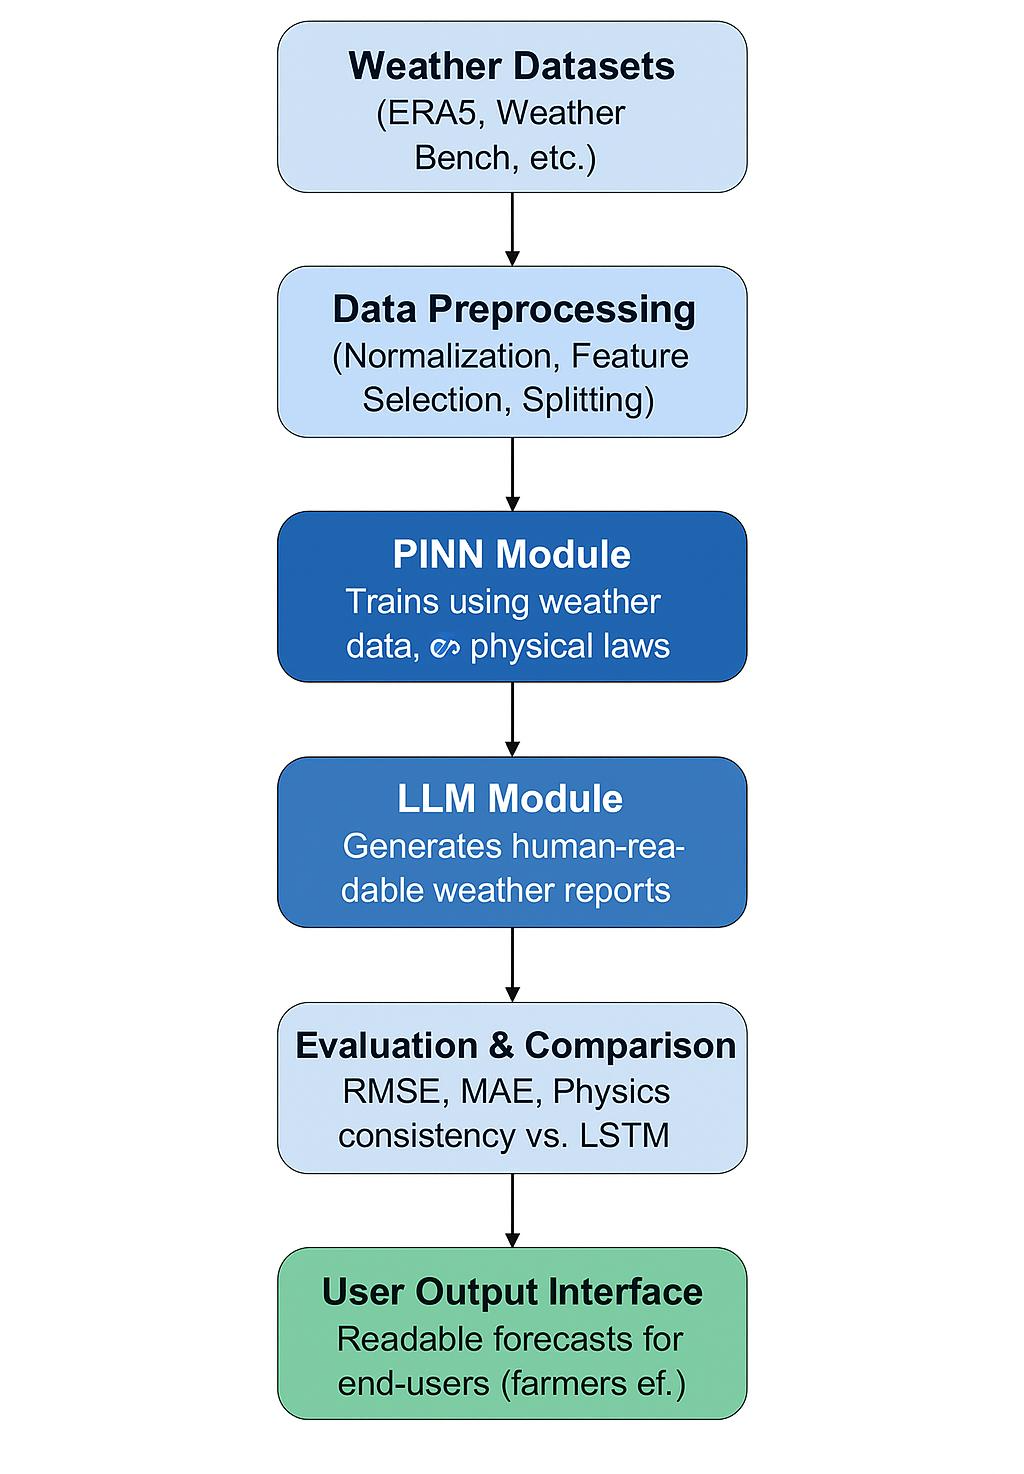 Weather Datasets
(ERA5, Weather
Bench, etc.)
Data Preprocessing
(Normalization, Feature
Selection, Splitting)
PINN Module
Trains using weather
data, physical laws
LLM Module
Generates human-rea-
dable weather reports
Evaluation & Comparison
RMSE, MAE, Physics
consistency vs. LSTM
User Output Interface
Readable forecasts for
end-users (farmers ef.)